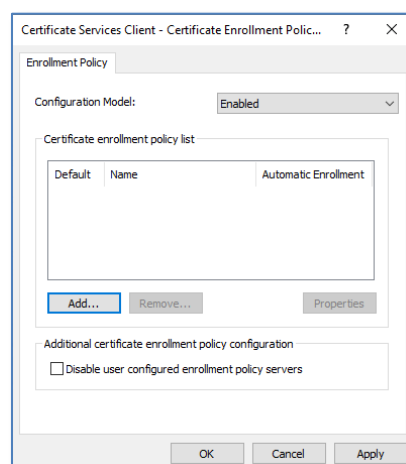 Certificate Services Client - Certificate Enrollment Polic... ?
Enrollment Policy
Configuration Model: Enabled
Certificate enrollment policy list
Default Name Automatic Enrollment
Add... Remove... Properties
Additional certificate enrollment policy configuration
Disable user configured enrollment policy servers
OK Cancel Apply